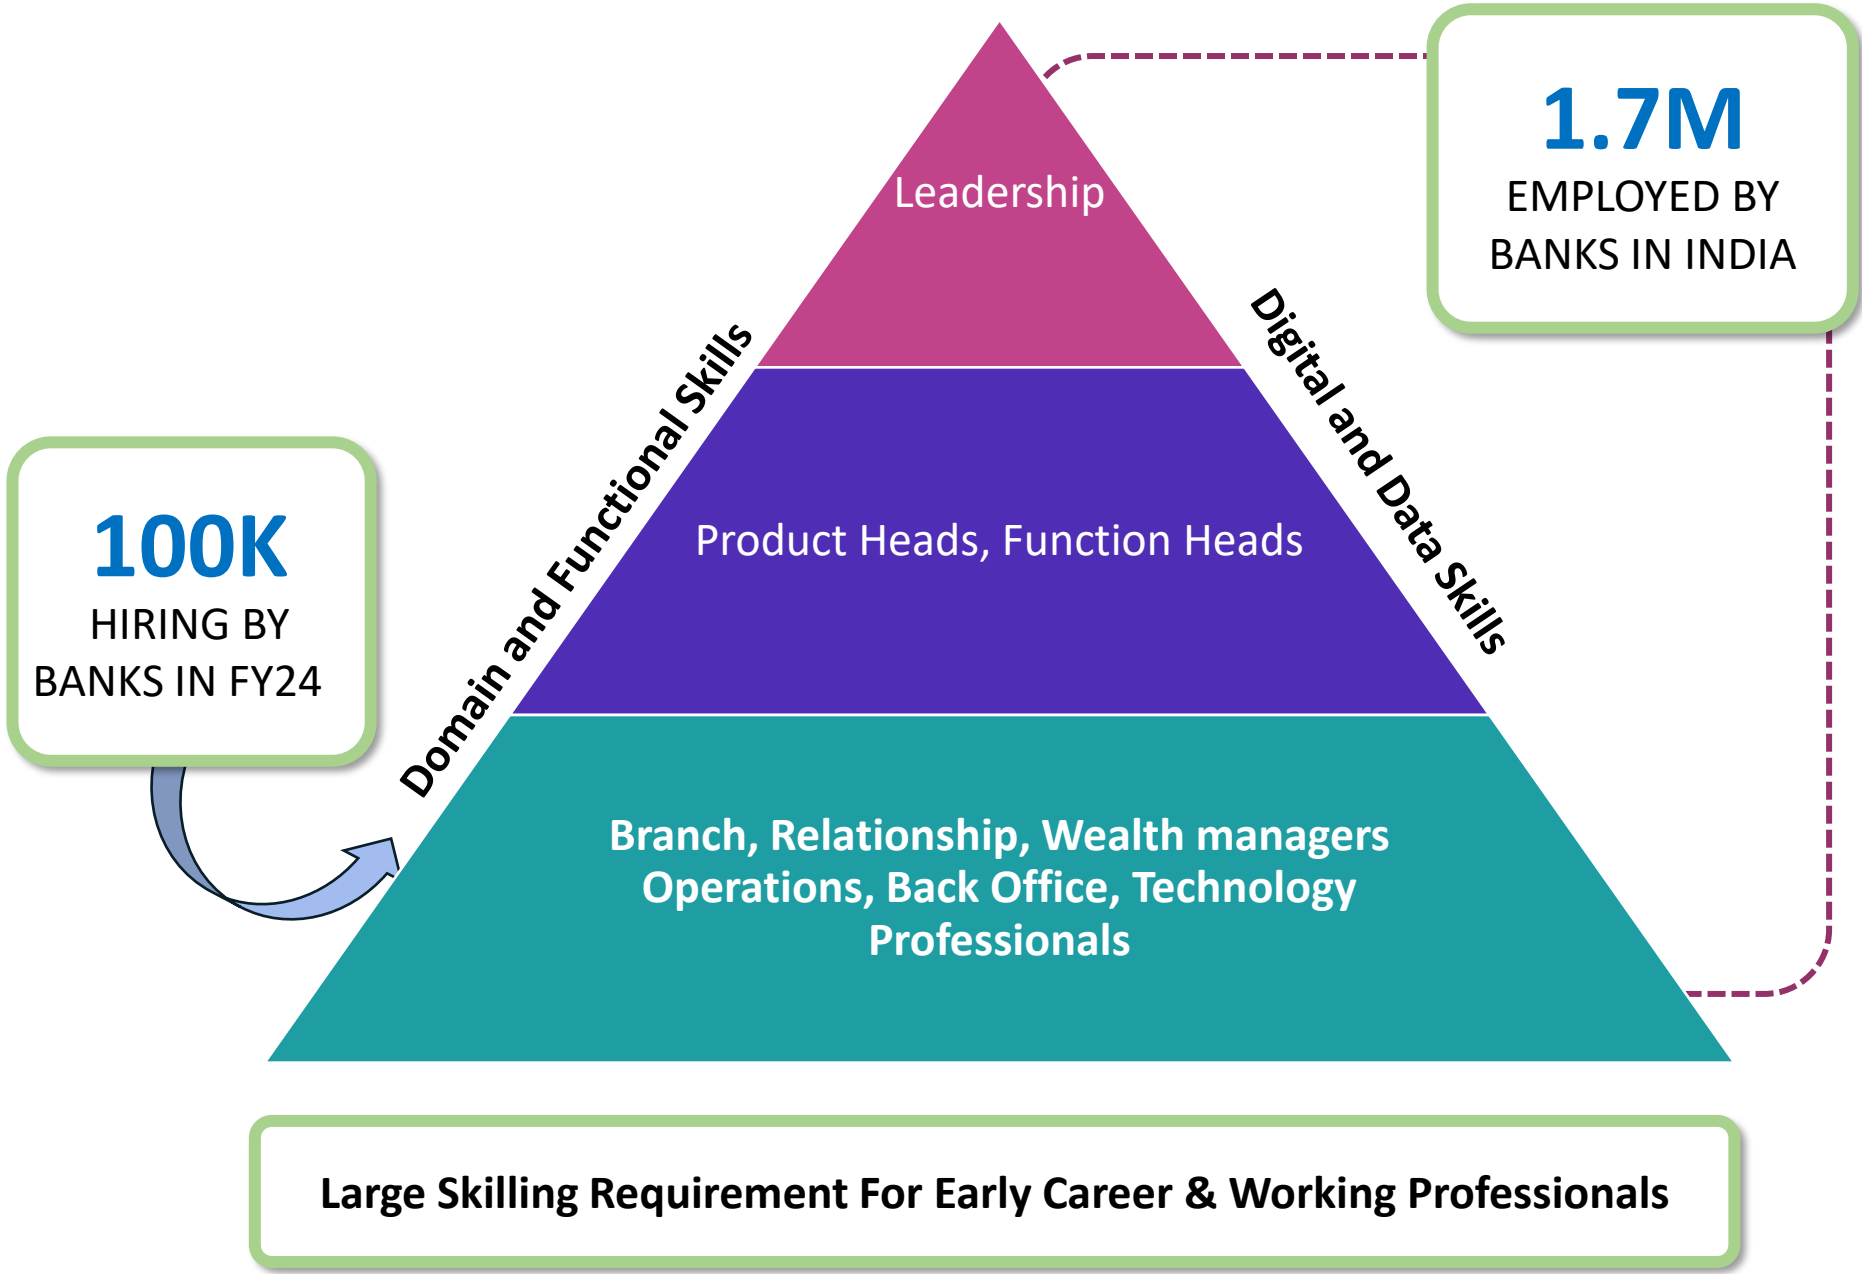 1.7M
EMPLOYED BY
BANKS IN INDIA
Leadership
Domain and Functional Skills
Digital and Data Skills
100K
HIRING BY
BANKS IN FY24
Product Heads, Function Heads
Branch, Relationship, Wealth managers
Operations, Back Office, Technology
Professionals
Large Skilling Requirement For Early Career & Working Professionals